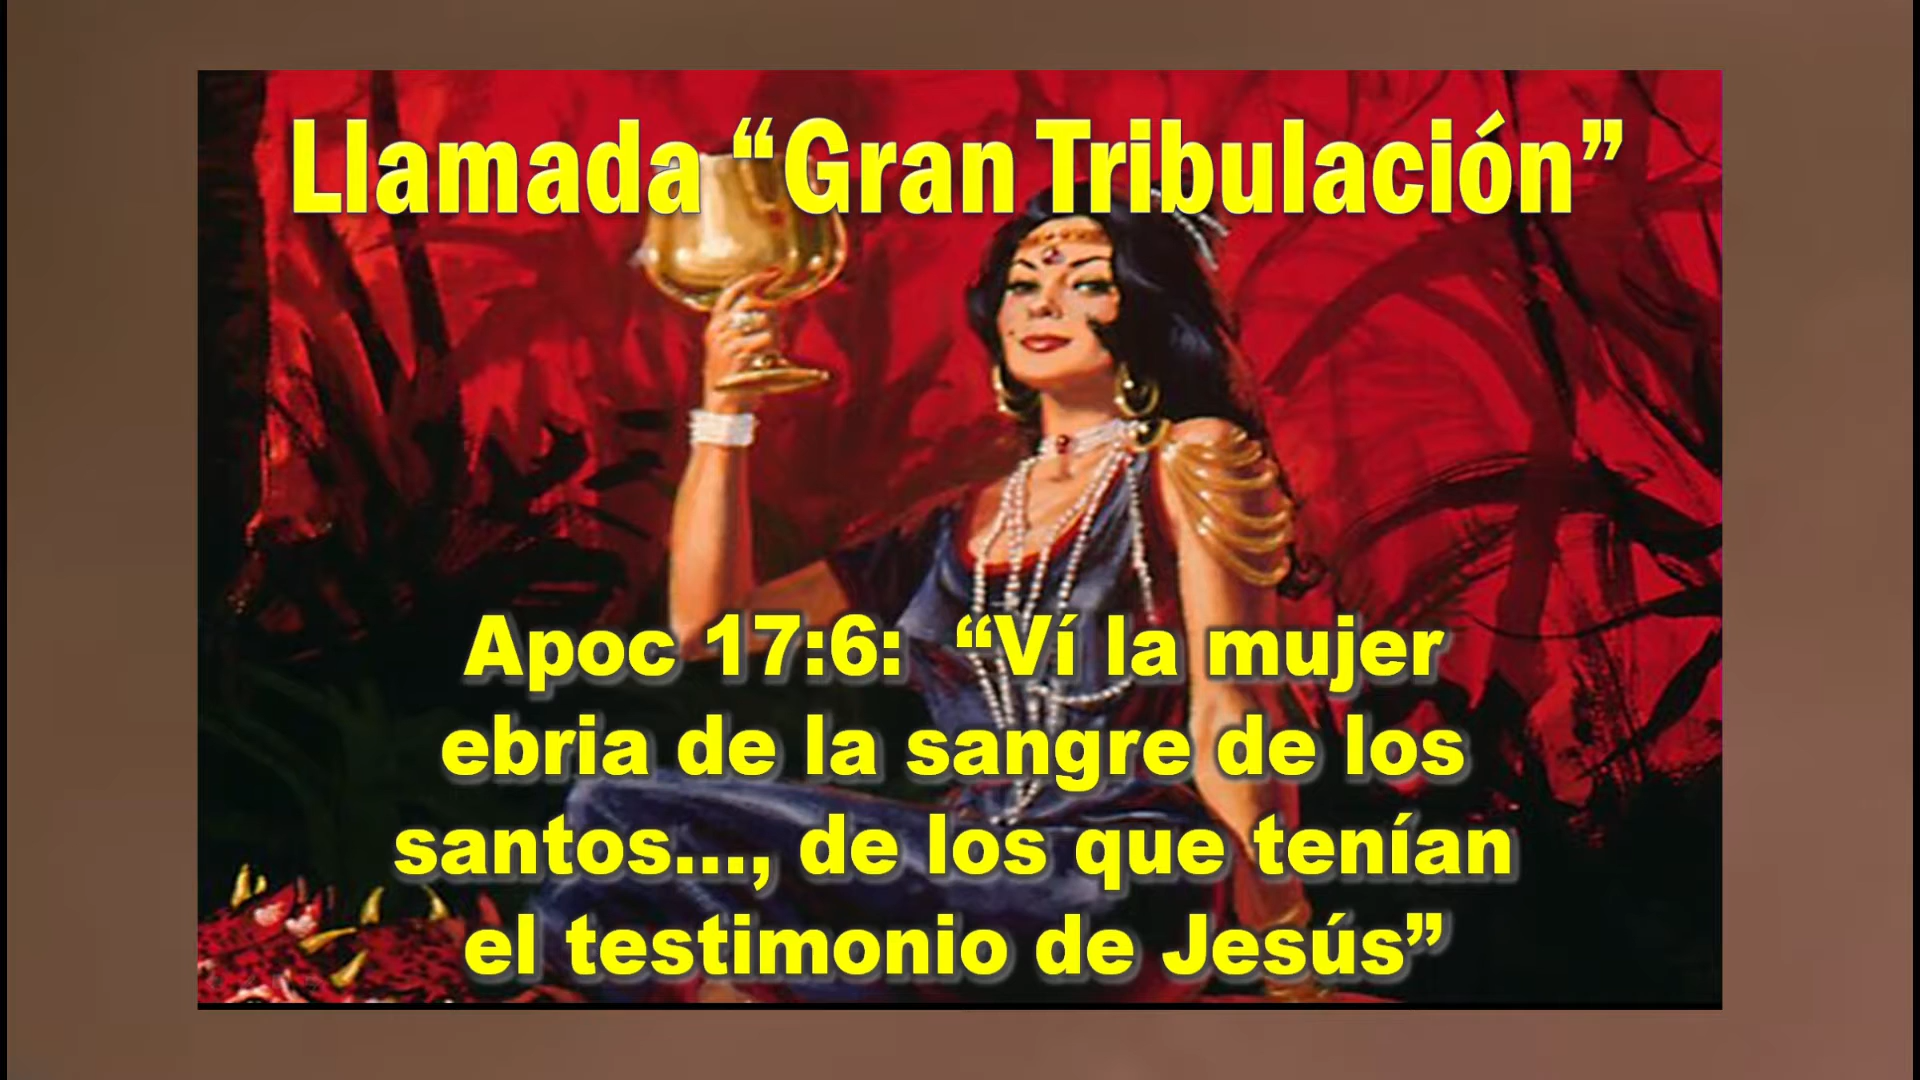 Llamada “Gran Tribulación”
Apoc 17:6:  “Ví la mujer
ebria de la sangre de los
santos..., de los que tenían
el testimonio de Jesús”